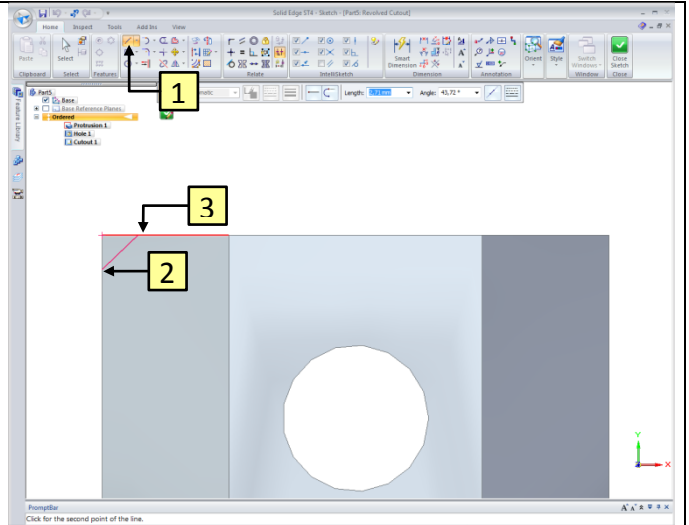 Solid Edge ST4 - Sketch - [Part5: Revolved Cutout]
Home Inspect Tools Add Ins View
Paste Select Smart Dimension Orient Style Switch Windows Close Sketch
Clipboard Select Features Relate IntelliSketch Dimension Annotation Window Close
1
Length: Angle: 43,72 °
Part5
Base
Base Reference Planes
Ordered
Protrusion 1
Hole 1
Cutout 1
Feature Library
3
2
Y
X
PromptBar
Click for the second point of the line.